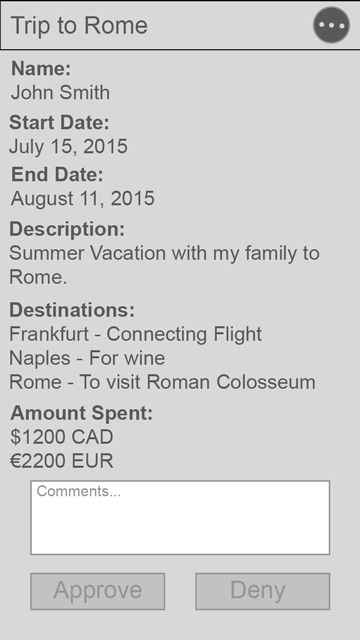 Trip to Rome
Name:
John Smith
Start Date:
July 15, 2015
End Date:
August 11, 2015
Description:
Summer Vacation with my family to
Rome.
Destinations:
Frankfurt - Connecting Flight
Naples - For wine
Rome - To visit Roman Colosseum
Amount Spent:
$1200 CAD
€2200 EUR
Comments...
Approve
Deny